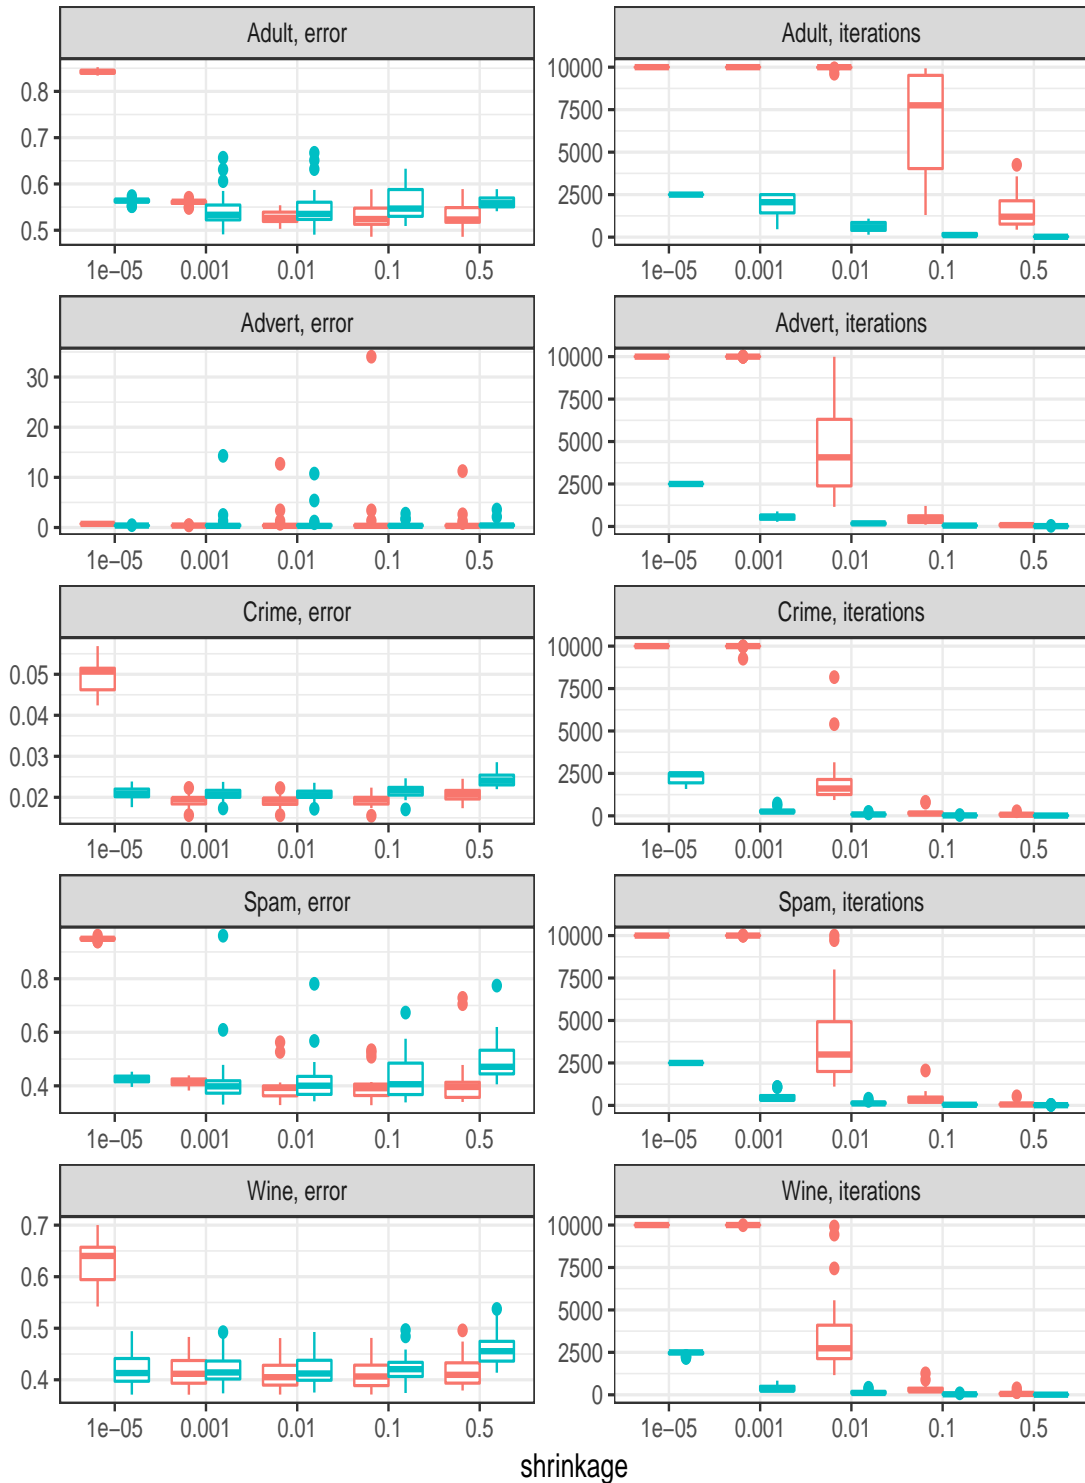 Adult, error
Adult, iterations
0.8
0.7
0.6
0.5
10000
7500
5000
2500
0
1e−05 0.001 0.01 0.1 0.5
1e−05 0.001 0.01 0.1 0.5
Advert, error
Advert, iterations
30
20
10
0
10000
7500
5000
2500
0
1e−05 0.001 0.01 0.1 0.5
1e−05 0.001 0.01 0.1 0.5
Crime, error
Crime, iterations
0.05
0.04
0.03
0.02
10000
7500
5000
2500
0
1e−05 0.001 0.01 0.1 0.5
1e−05 0.001 0.01 0.1 0.5
Spam, error
Spam, iterations
0.8
0.6
0.4
10000
7500
5000
2500
0
1e−05 0.001 0.01 0.1 0.5
1e−05 0.001 0.01 0.1 0.5
Wine, error
Wine, iterations
0.7
0.6
0.5
0.4
10000
7500
5000
2500
0
1e−05 0.001 0.01 0.1 0.5
1e−05 0.001 0.01 0.1 0.5
shrinkage